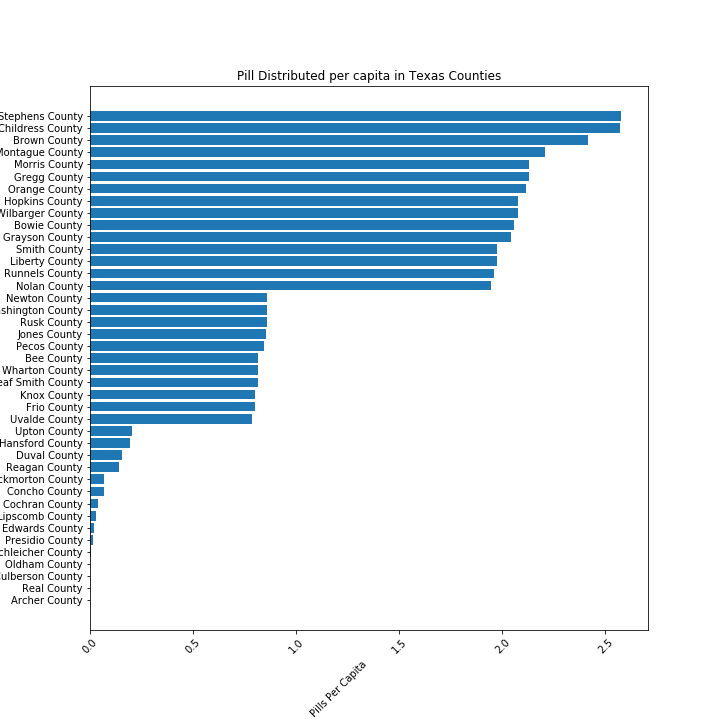 Pill Distributed per capita in Texas Counties
Stephens County
Childress County
Brown County
Montague County
Morris County
Gregg County
Orange County
Hopkins County
Wilbarger County
Bowie County
Grayson County
Smith County
Liberty County
Runnels County
Nolan County
Newton County
shington County
Rusk County
Jones County
Pecos County
Bee County
Wharton County
eaf Smith County
Knox County
Frio County
Uvalde County
Upton County
Hansford County
Duval County
Reagan County
ckmorton County
Concho County
Cochran County
Lipscomb County
Edwards County
Presidio County
chleicher County
Oldham County
Culberson County
Real County
Archer County
0.0 0.5 1.0 1.5 2.0 2.5
Pills Per Capita